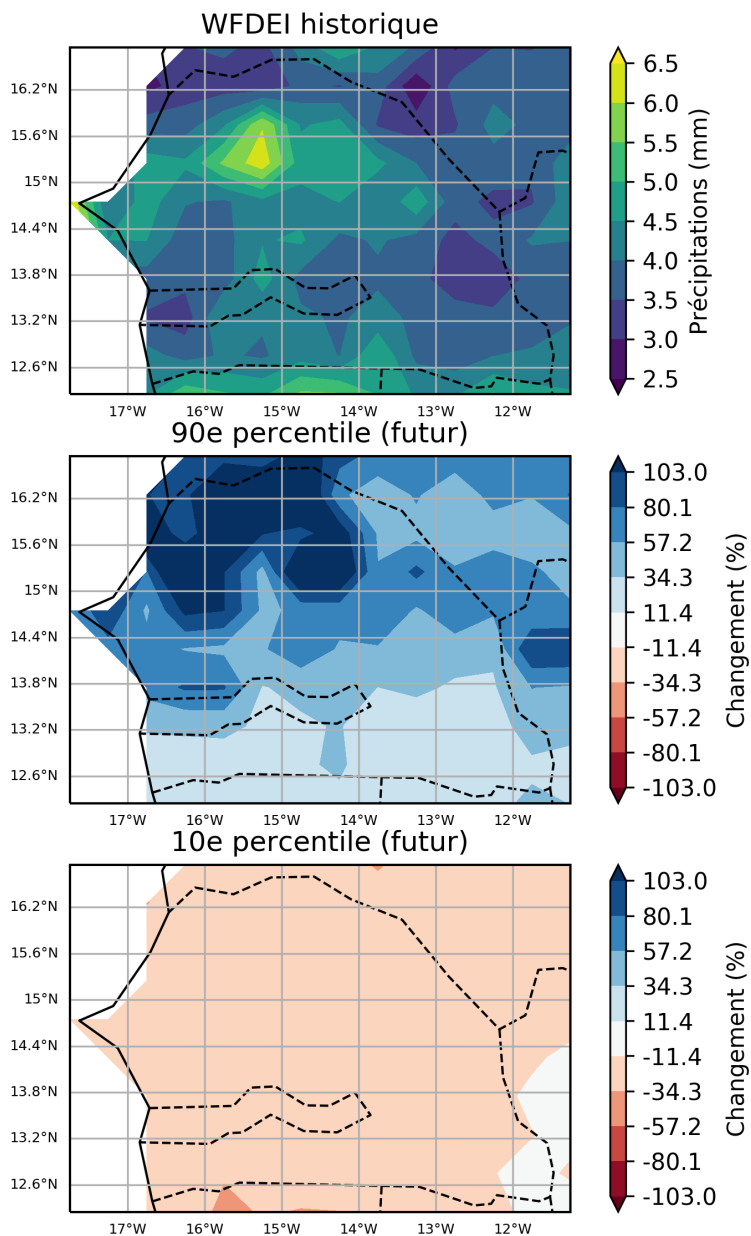 WFDEI historique
16.2°N
15.6°N
15°N
14.4°N
13.8°N
13.2°N
12.6°N
17°W 16°W 15°W 14°W 13°W 12°W
6.5
6.0
5.5
5.0
4.5
4.0
3.5
3.0
2.5
Précipitations (mm)
90e percentile (futur)
16.2°N
15.6°N
15°N
14.4°N
13.8°N
13.2°N
12.6°N
17°W 16°W 15°W 14°W 13°W 12°W
103.0
80.1
57.2
34.3
11.4
-11.4
-34.3
-57.2
-80.1
-103.0
Changement (%)
10e percentile (futur)
16.2°N
15.6°N
15°N
14.4°N
13.8°N
13.2°N
12.6°N
17°W 16°W 15°W 14°W 13°W 12°W
103.0
80.1
57.2
34.3
11.4
-11.4
-34.3
-57.2
-80.1
-103.0
Changement (%)